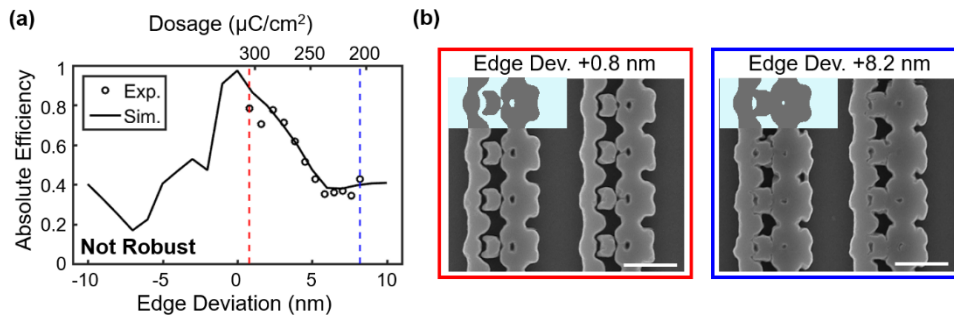 (a)
Dosage (µC/cm²)
300 250 200
1
0.8
0.6
0.4
0.2
0
Absolute Efficiency
Exp.
Sim.
Not Robust
-10 -5 0 5 10
Edge Deviation (nm)
(b)
Edge Dev. +0.8 nm
Edge Dev. +8.2 nm